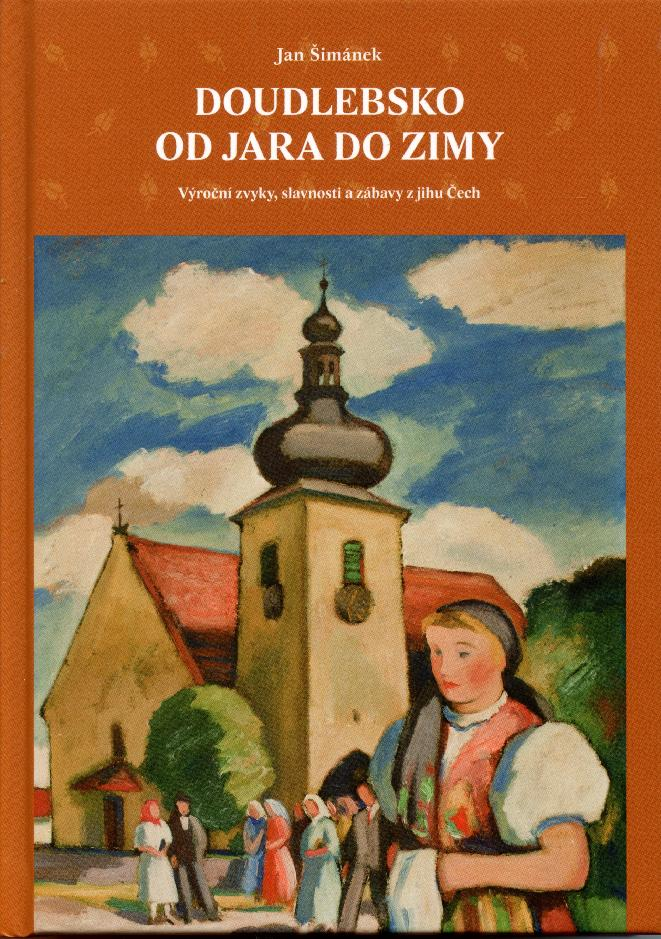 Jan Šimánek
DOUDLEBSKO
OD JARA DO ZIMY
Výroční zvyky, slavnosti a zábavy z jihu Čech